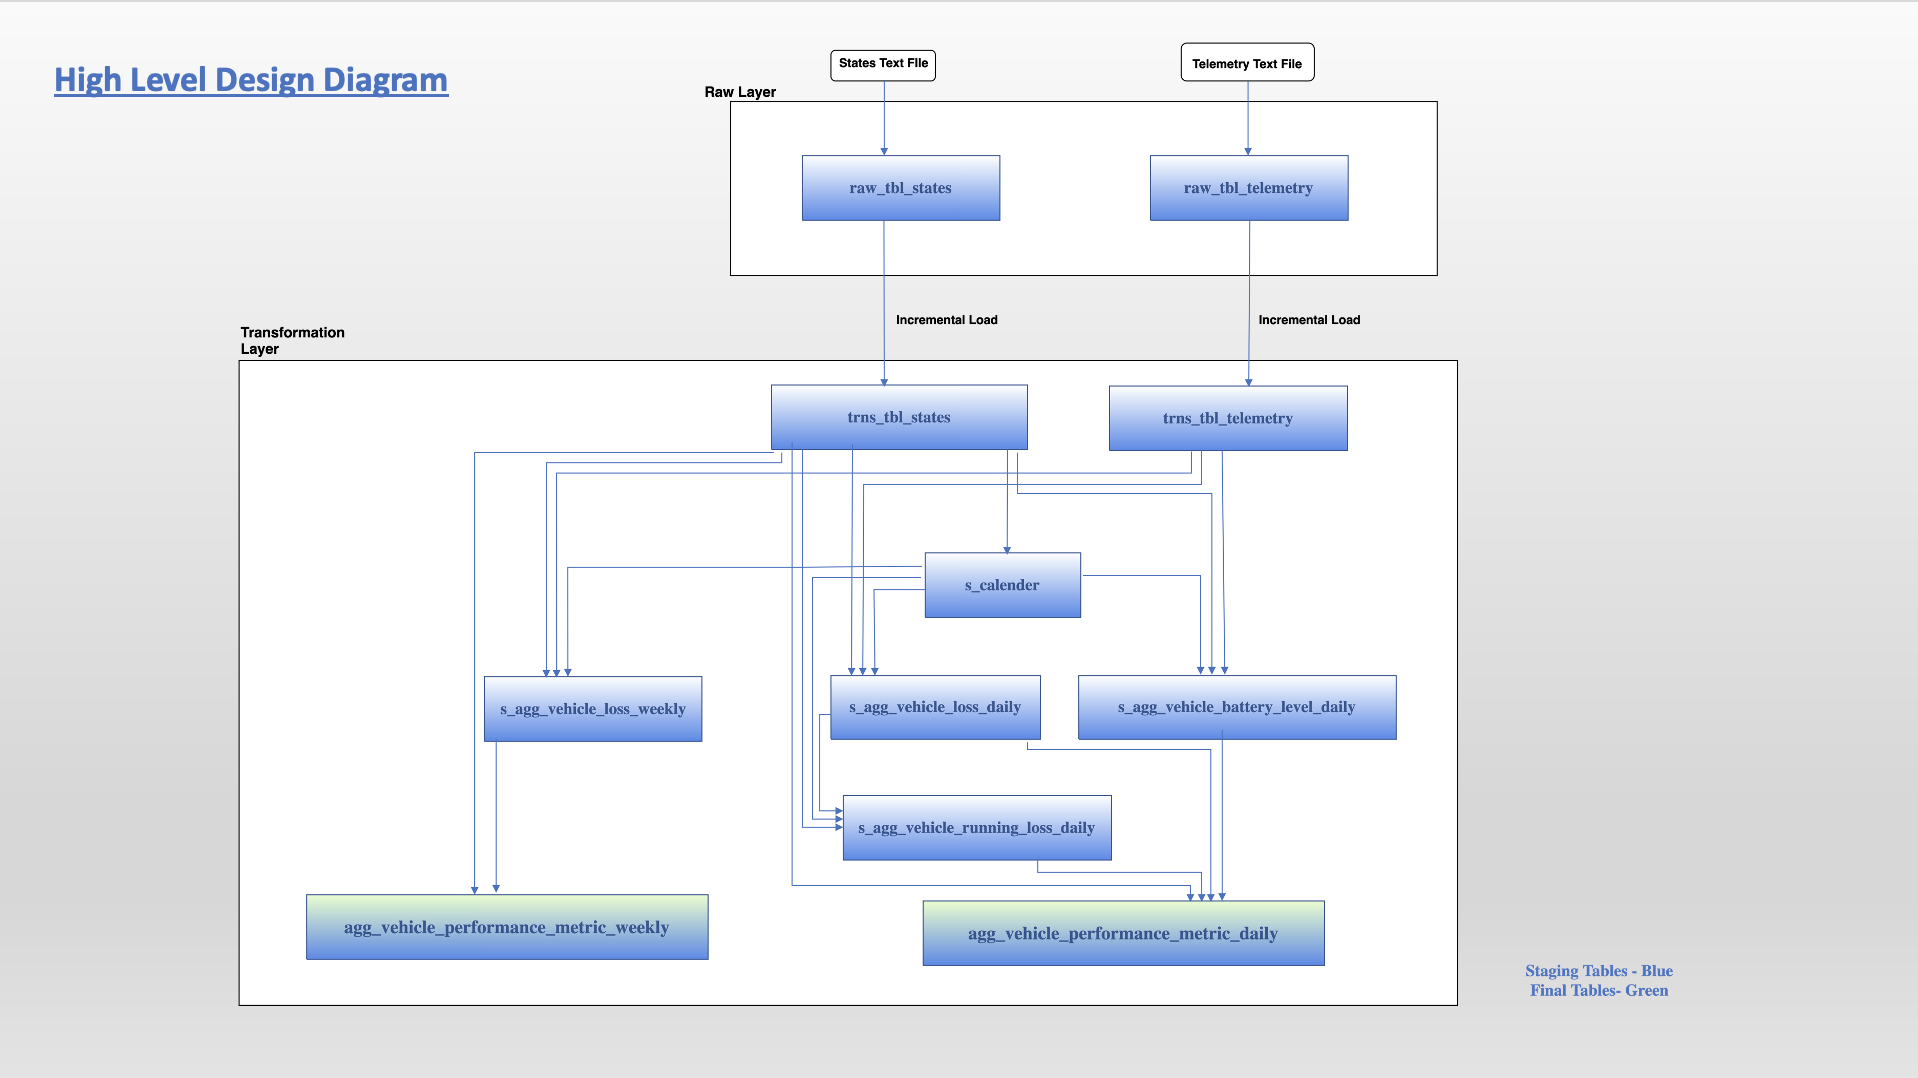 High Level Design Diagram
States Text FIle
Telemetry Text File
Raw Layer
raw_tbl_states
raw_tbl_telemetry
Incremental Load
Incremental Load
Transformation
Layer
trns_tbl_states
trns_tbl_telemetry
s_calender
s_agg_vehicle_loss_weekly
s_agg_vehicle_loss_daily
s_agg_vehicle_battery_level_daily
s_agg_vehicle_running_loss_daily
agg_vehicle_performance_metric_weekly
agg_vehicle_performance_metric_daily
Staging Tables - Blue
Final Tables- Green